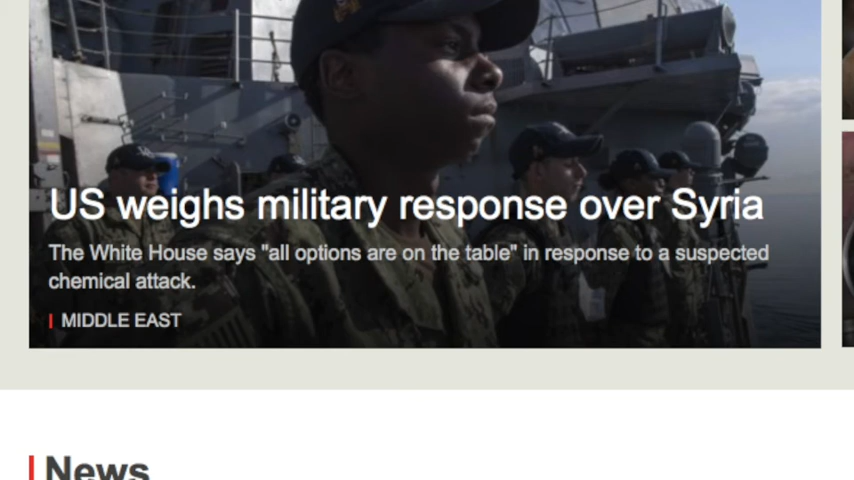 US weighs military response over Syria
The White House says "all options are on the table" in response to a suspected
chemical attack.
MIDDLE EAST
News